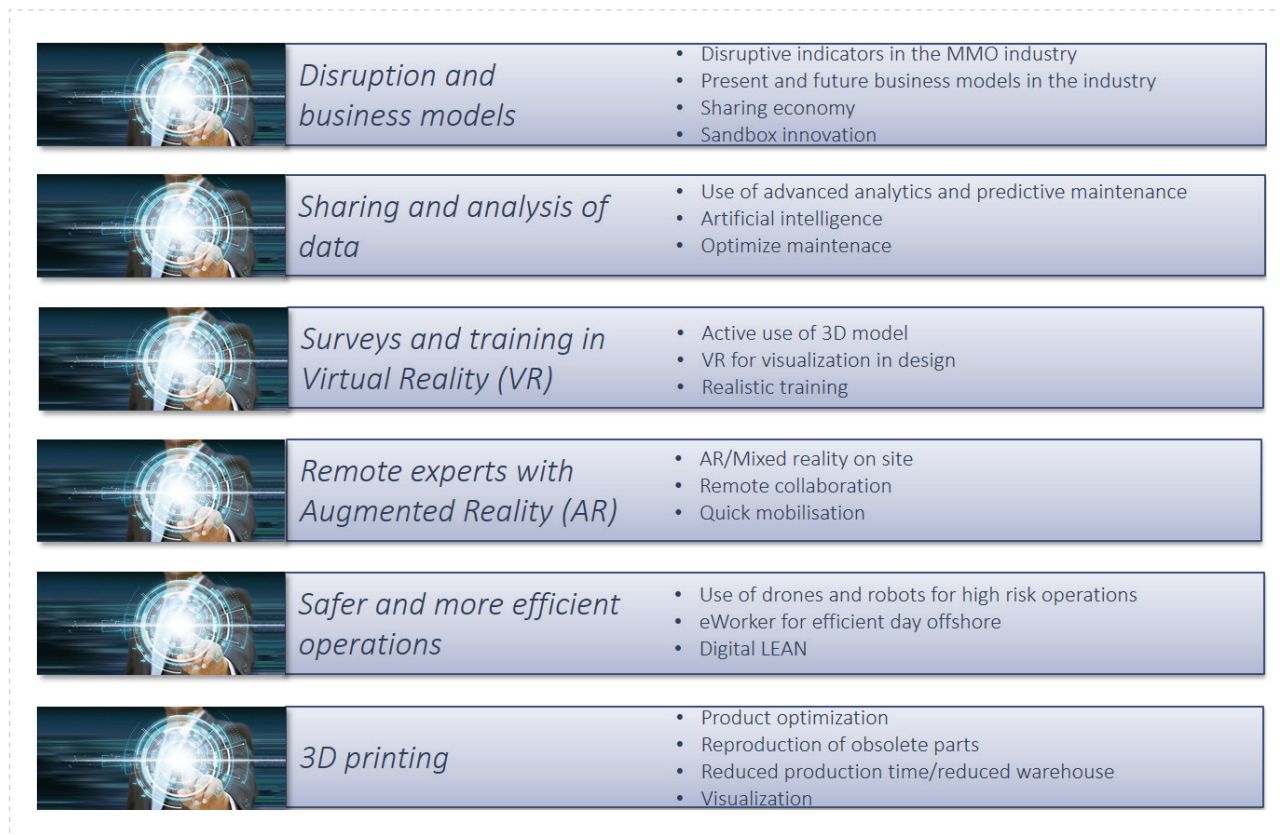 Disruption and
business models
• Disruptive indicators in the MMO industry
• Present and future business models in the industry
• Sharing economy
• Sandbox innovation
Sharing and analysis of
data
• Use of advanced analytics and predictive maintenance
• Artificial intelligence
• Optimize maintenace
Surveys and training in
Virtual Reality (VR)
• Active use of 3D model
• VR for visualization in design
• Realistic training
Remote experts with
Augmented Reality (AR)
• AR/Mixed reality on site
• Remote collaboration
• Quick mobilisation
Safer and more efficient
operations
• Use of drones and robots for high risk operations
• eWorker for efficient day offshore
• Digital LEAN
3D printing
• Product optimization
• Reproduction of obsolete parts
• Reduced production time/reduced warehouse
• Visualization